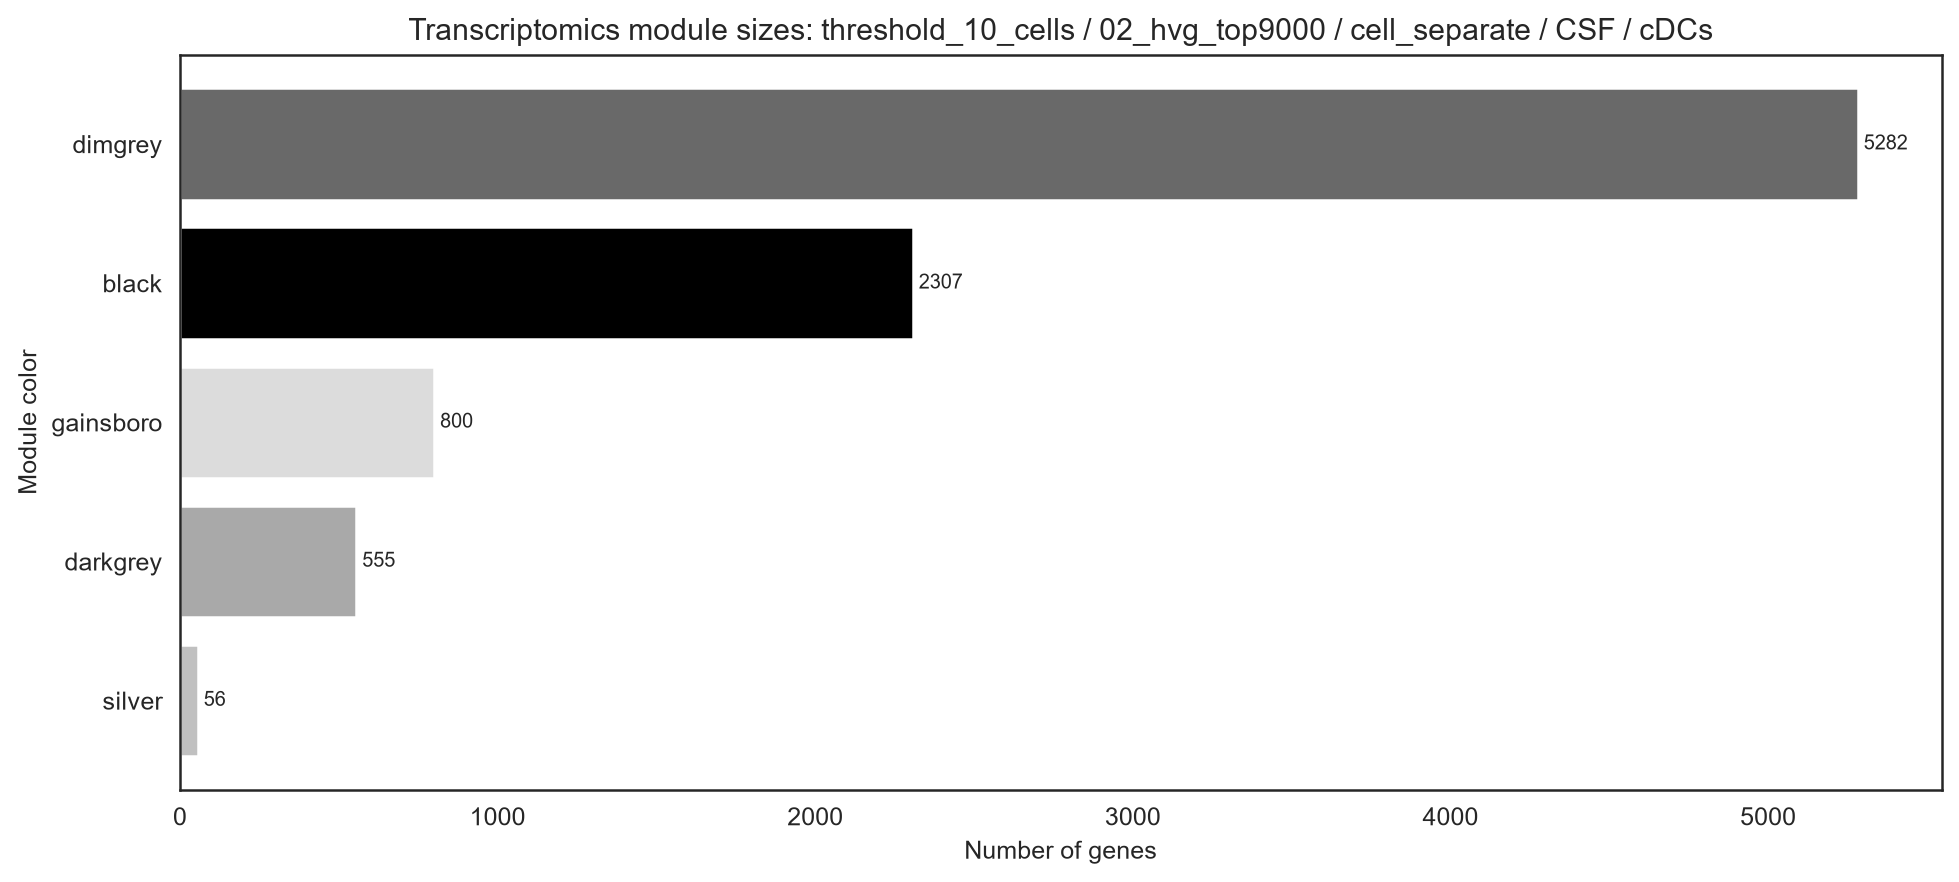 Transcriptomics module sizes: threshold_10_cells / 02_hvg_top9000 / cell_separate / CSF / cDCs
Module color
dimgrey
5282
black
2307
gainsboro
800
darkgrey
555
silver
56
0 1000 2000 3000 4000 5000
Number of genes